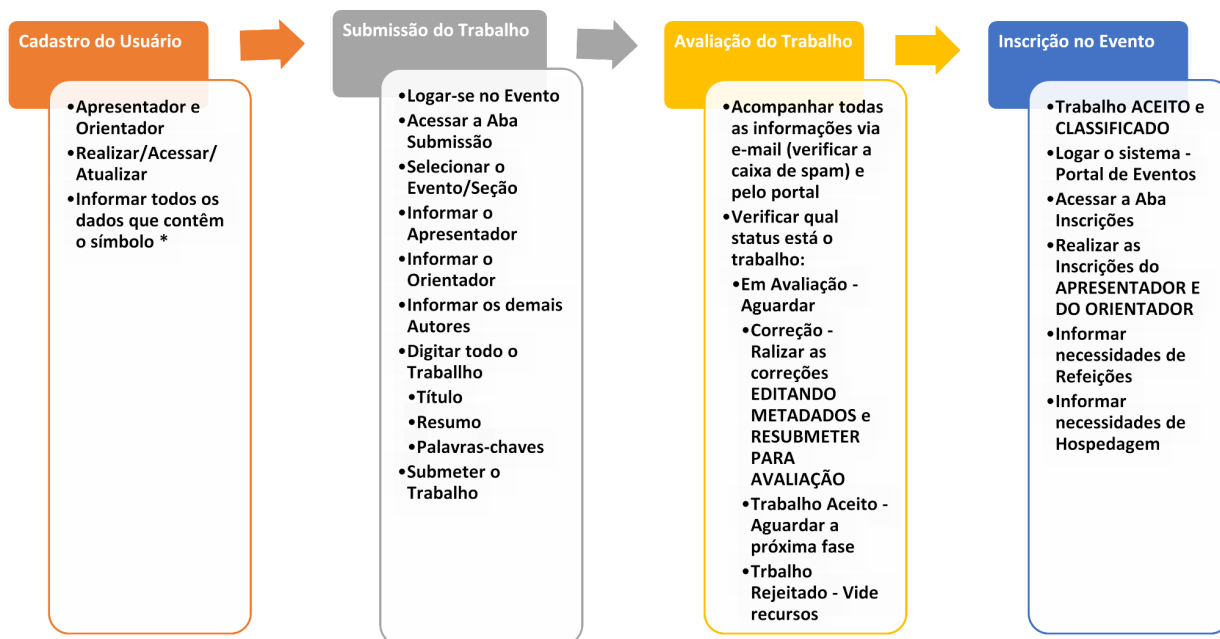 Cadastro do Usuário
•Apresentador e
Orientador
•Realizar/Acessar/
Atualizar
•Informar todos os
dados que contêm
o símbolo *
Submissão do Trabalho
•Logar-se no Evento
•Acessar a Aba
Submissão
•Selecionar o
Evento/Seção
•Informar o
Apresentador
•Informar o
Orientador
•Informar os demais
Autores
•Digitar todo o
Traballho
•Título
•Resumo
•Palavras-chaves
•Submeter o
Trabalho
Avaliação do Trabalho
•Acompanhar todas
as informações via
e-mail (verificar a
caixa de spam) e
pelo portal
•Verificar qual
status está o
trabalho:
•Em Avaliação -
Aguardar
•Correção -
Ralizar as
correções
EDITANDO
METADADOS e
RESUBMETER
PARA
AVALIAÇÃO
•Trabalho Aceito -
Aguardar a
próxima fase
•Trbalho
Rejeitado - Vide
recursos
Inscrição no Evento
•Trabalho ACEITO e
CLASSIFICADO
•Logar o sistema -
Portal de Eventos
•Acessar a Aba
Inscrições
•Realizar as
Inscrições do
APRESENTADOR E
DO ORIENTADOR
•Informar
necessidades de
Refeições
•Informar
necessidades de
Hospedagem